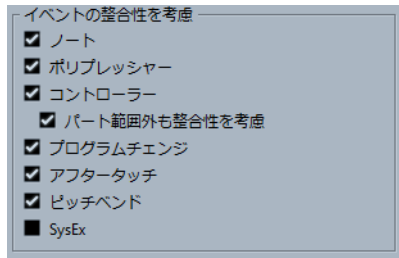 イベントの整合性を考慮
ノート
ポリプレッシャー
コントローラー
パート範囲外も整合性を考慮
プログラムチェンジ
アフタータッチ
ピッチベンド
SysEx